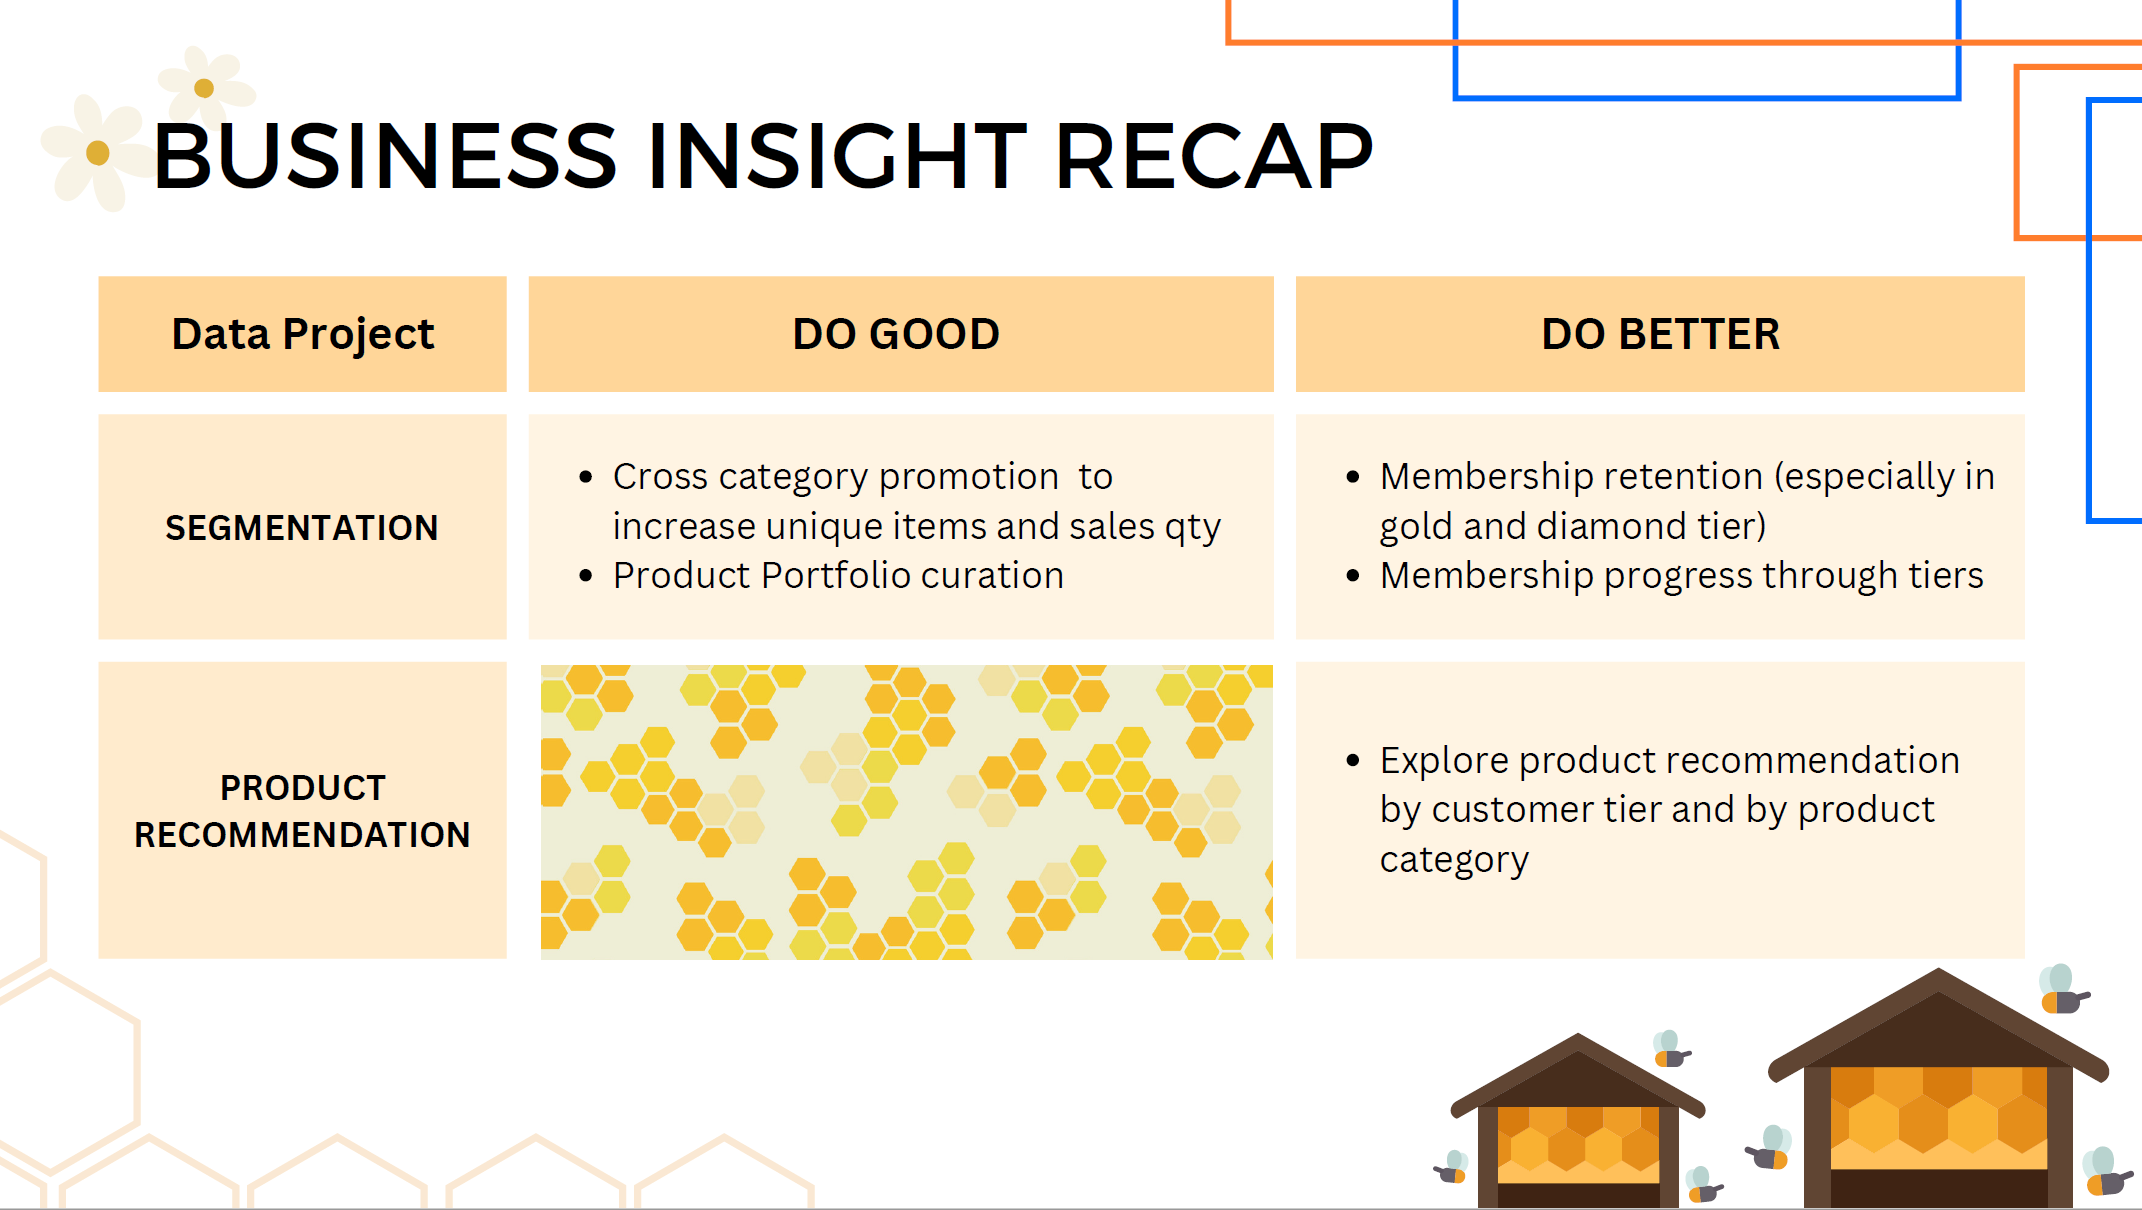 BUSINESS INSIGHT RECAP
Data Project
DO GOOD
DO BETTER
SEGMENTATION
• Cross category promotion  to
increase unique items and sales qty
• Product Portfolio curation
• Membership retention (especially in
gold and diamond tier)
• Membership progress through tiers
PRODUCT
RECOMMENDATION
• Explore product recommendation
by customer tier and by product
category